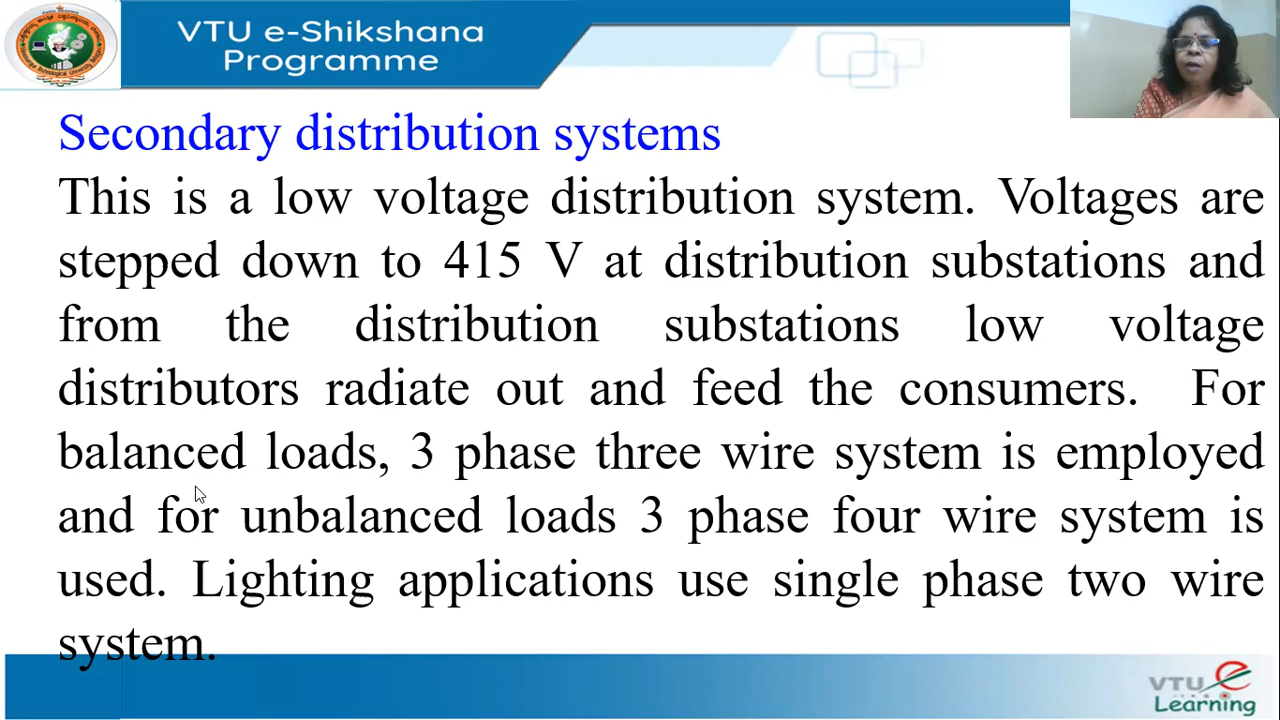 VTU e-Shikshana
Programme
Secondary distribution systems
This is a low voltage distribution system. Voltages are
stepped down to 415 V at distribution substations and
from the distribution substations low voltage
distributors radiate out and feed the consumers. For
balanced loads, 3 phase three wire system is employed
and for unbalanced loads 3 phase four wire system is
used. Lighting applications use single phase two wire
system.
VTU e
Learning